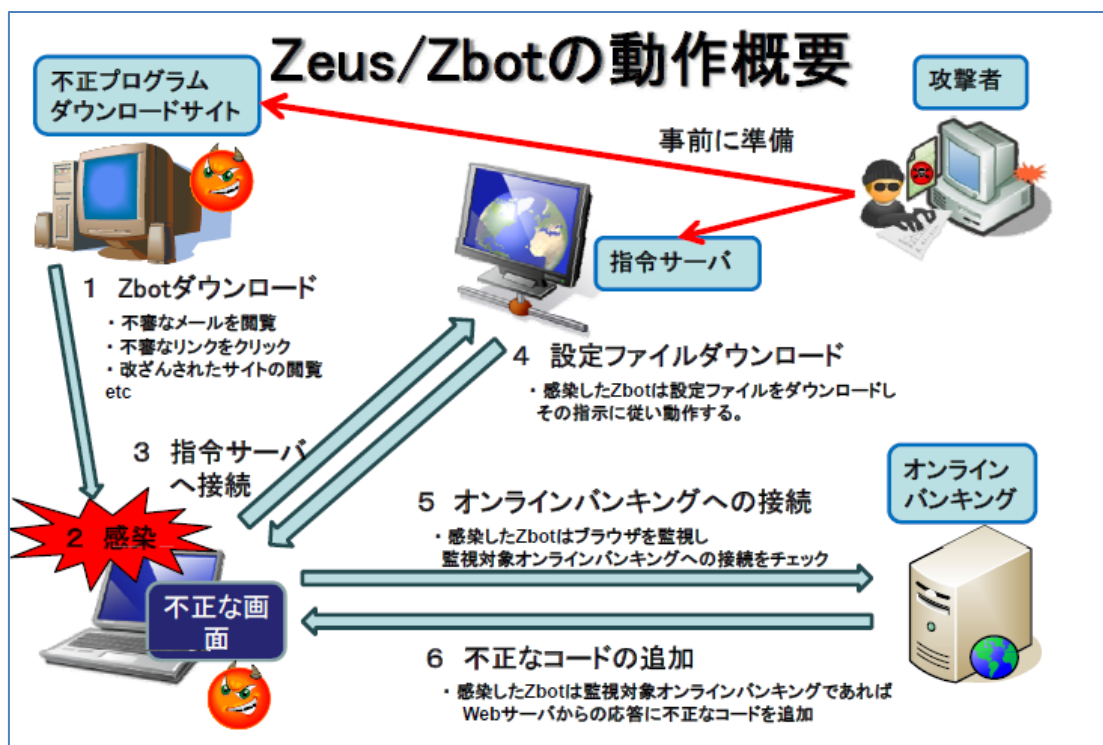 Zeus/Zbotの動作概要
不正プログラム
ダウンロードサイト
攻撃者
事前に準備
指令サーバ
1 Zbotダウンロード
・不審なメールを閲覧
・不審なリンクをクリック
・改ざんされたサイトの閲覧
etc
4 設定ファイルダウンロード
・感染したZbotは設定ファイルをダウンロードし
その指示に従い動作する。
3 指令サーバ
へ接続
2 感染
不正な画
面
5 オンラインバンキングへの接続
・感染したZbotはブラウザを監視し
監視対象オンラインバンキングへの接続をチェック
オンライン
バンキング
6 不正なコードの追加
・感染したZbotは監視対象オンラインバンキングであれば
Webサーバからの応答に不正なコードを追加